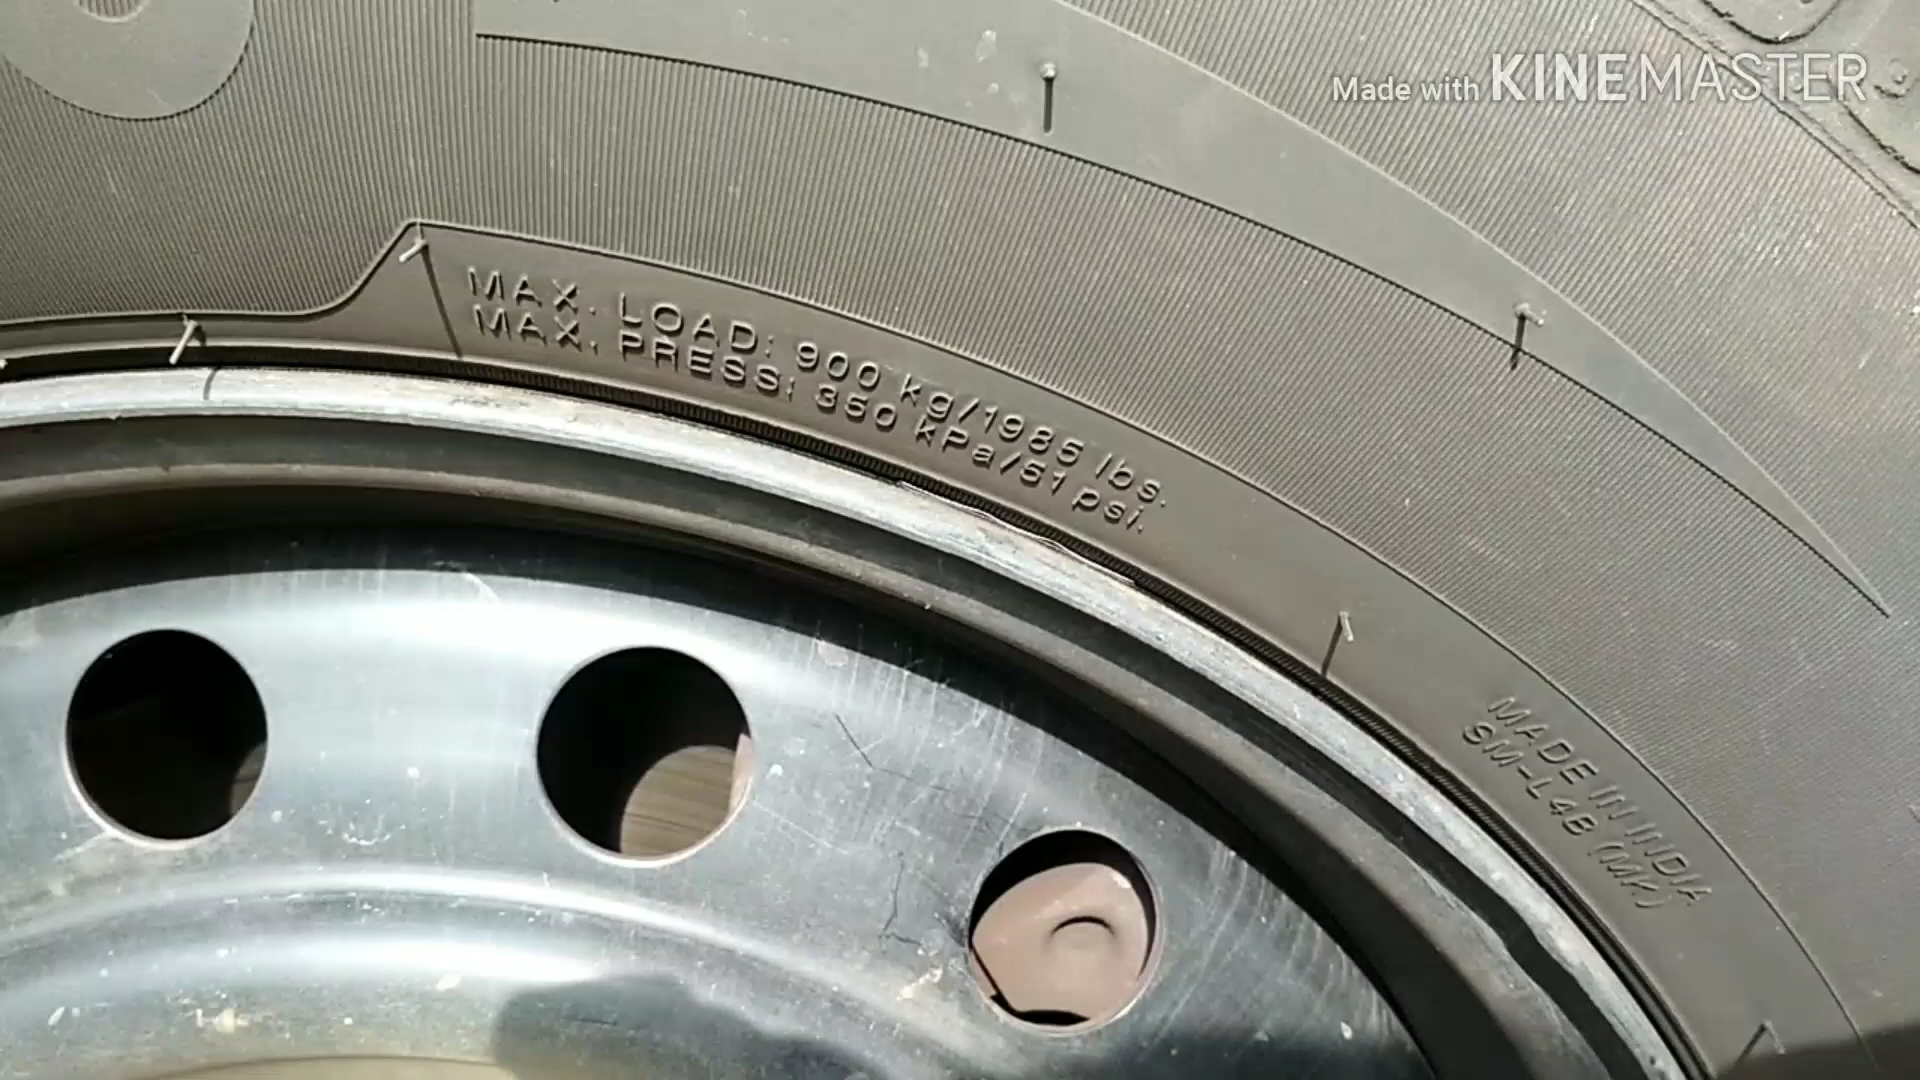 Made with KINEMASTER
MAX. LOAD: 900 kg/1985 lbs.
MAX. PRESS: 350 kPa/51 psi.
MADE IN INDIA
SM-L4B (MK)